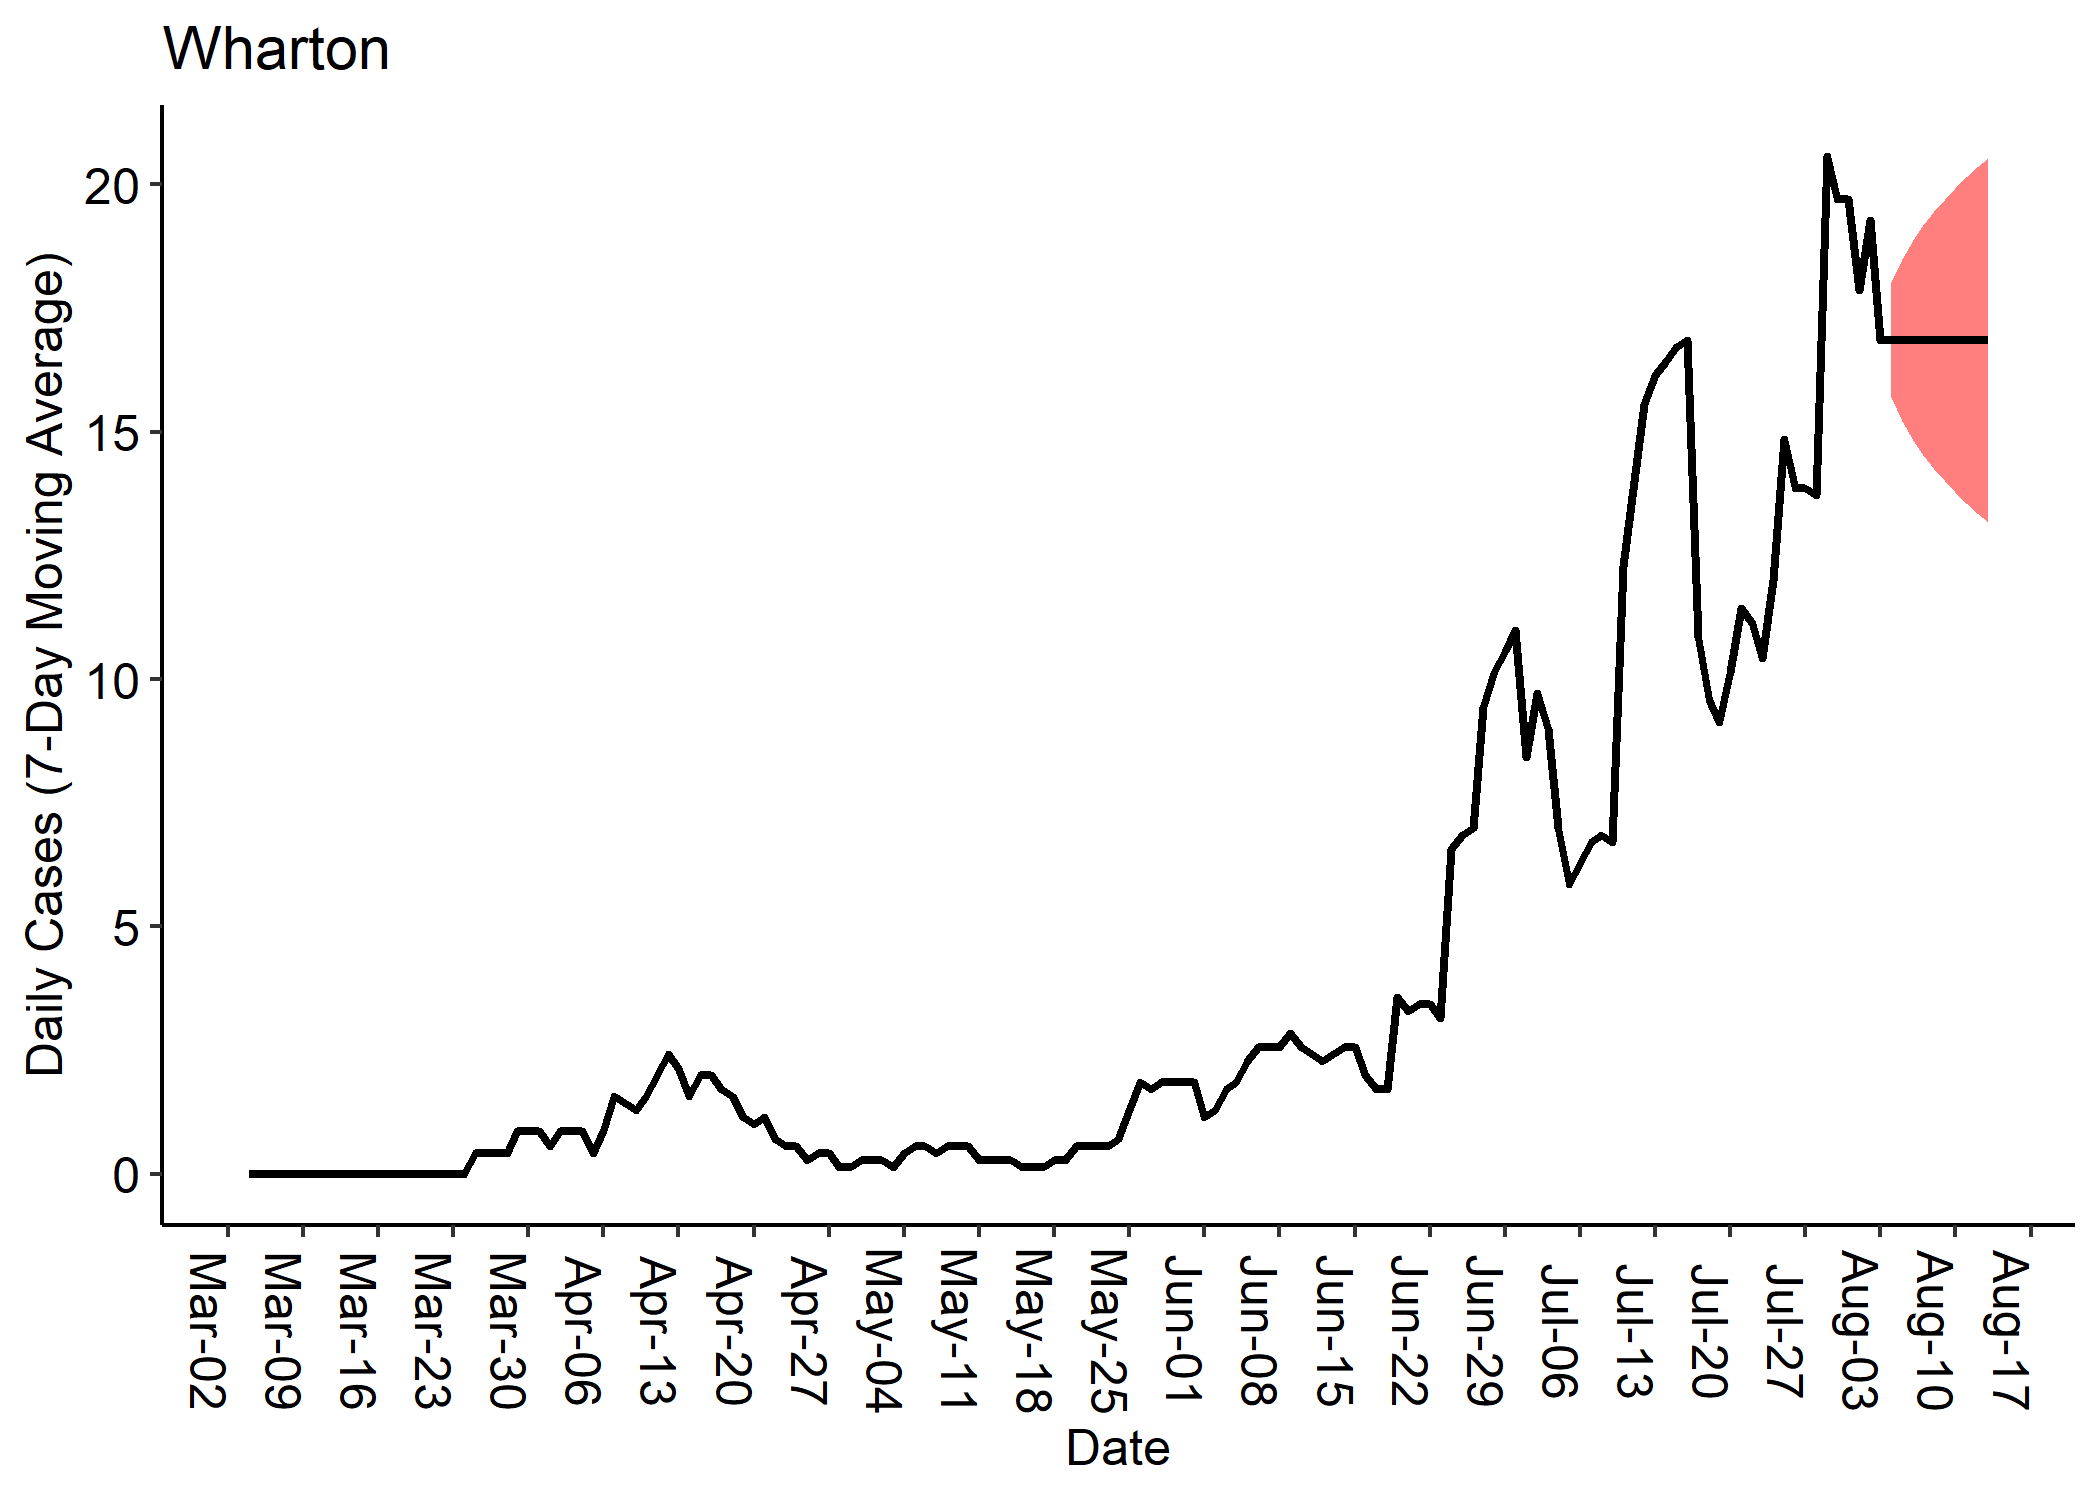 Wharton
Daily Cases (7-Day Moving Average)
20
15
10
5
0
Mar-02
Mar-09
Mar-16
Mar-23
Mar-30
Apr-06
Apr-13
Apr-20
Apr-27
May-04
May-11
May-18
May-25
Jun-01
Jun-08
Jun-15
Jun-22
Jun-29
Jul-06
Jul-13
Jul-20
Jul-27
Aug-03
Aug-10
Aug-17
Date